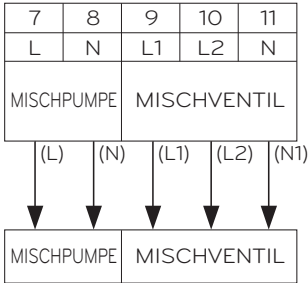 7 8 9 10 11
L N L1 L2 N
MISCHPUMPE MISCHVENTIL
(L) (N) (L1) (L2) (N1)
MISCHPUMPE MISCHVENTIL